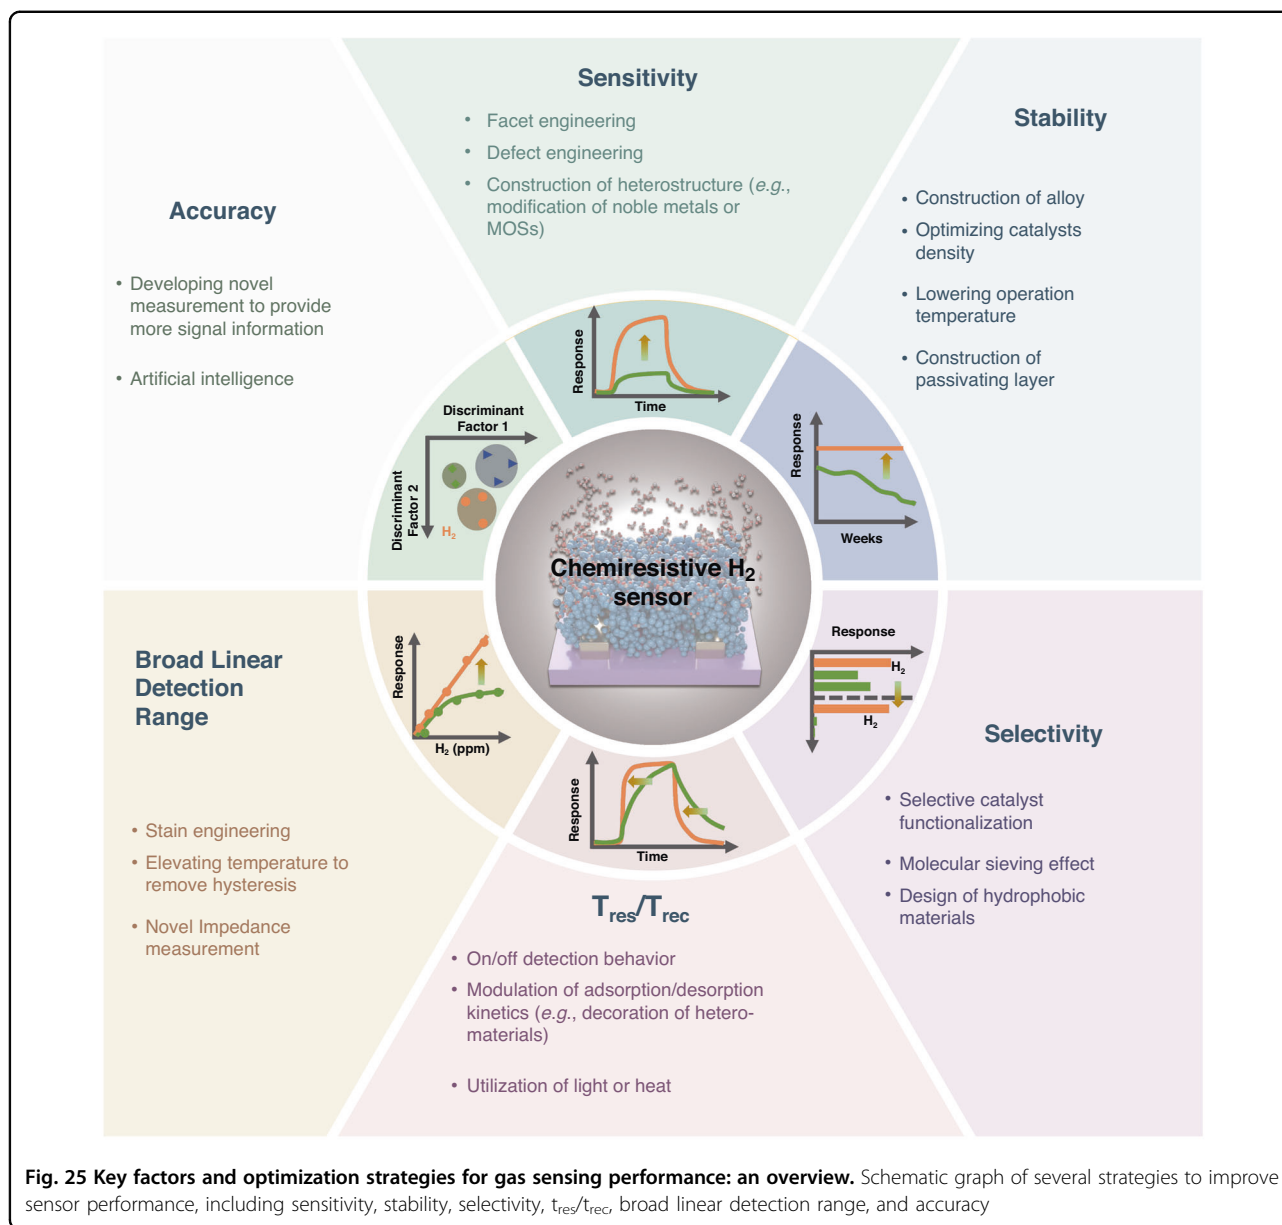 Sensitivity
• Facet engineering
• Defect engineering
• Construction of heterostructure (e.g.,
modification of noble metals or
MOSs)
Stability
• Construction of alloy
• Optimizing catalysts
density
• Lowering operation
temperature
• Construction of
passivating layer
Accuracy
• Developing novel
measurement to provide
more signal information
• Artificial intelligence
Response
Time
Discriminant
Factor 1
Discriminant
Factor 2
H₂
Response
Weeks
Chemiresistive H₂
sensor
Broad Linear
Detection
Range
• Stain engineering
• Elevating temperature to
remove hysteresis
• Novel Impedance
measurement
Response
H₂ (ppm)
Response
H₂
H₂
Selectivity
• Selective catalyst
functionalization
• Molecular sieving effect
• Design of hydrophobic
materials
Response
Time
Tres/Trec
• On/off detection behavior
• Modulation of adsorption/desorption
kinetics (e.g., decoration of hetero-
materials)
• Utilization of light or heat
Fig. 25 Key factors and optimization strategies for gas sensing performance: an overview. Schematic graph of several strategies to improve
sensor performance, including sensitivity, stability, selectivity, tres/trec, broad linear detection range, and accuracy